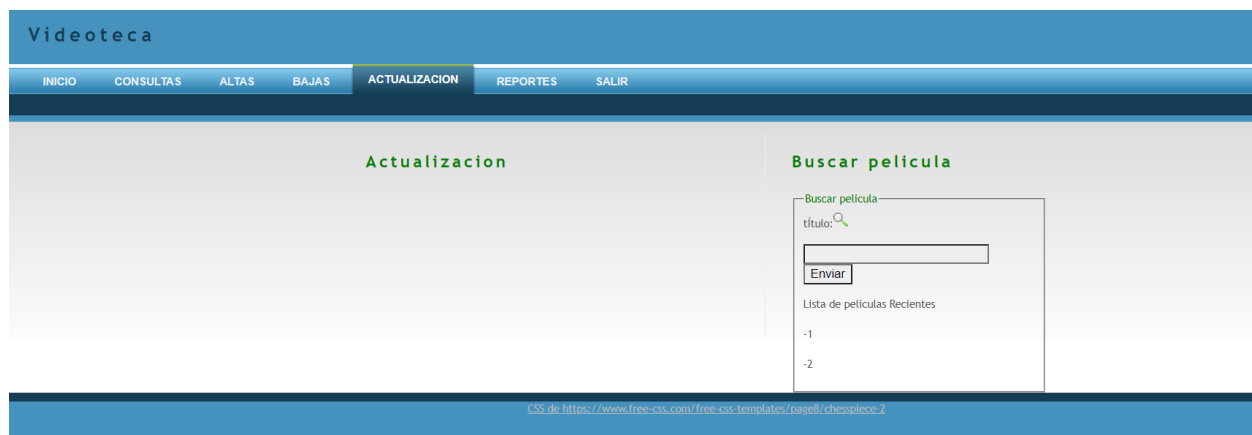 Videoteca
INICIO CONSULTAS ALTAS BAJAS ACTUALIZACION REPORTES SALIR
Actualizacion
Buscar pelicula
Buscar película
tÍtulo:
Enviar
Lista de peliculas Recientes
-1
-2
CSS de https://www.free-css.com/free-css-templates/page8/chesspiece-2